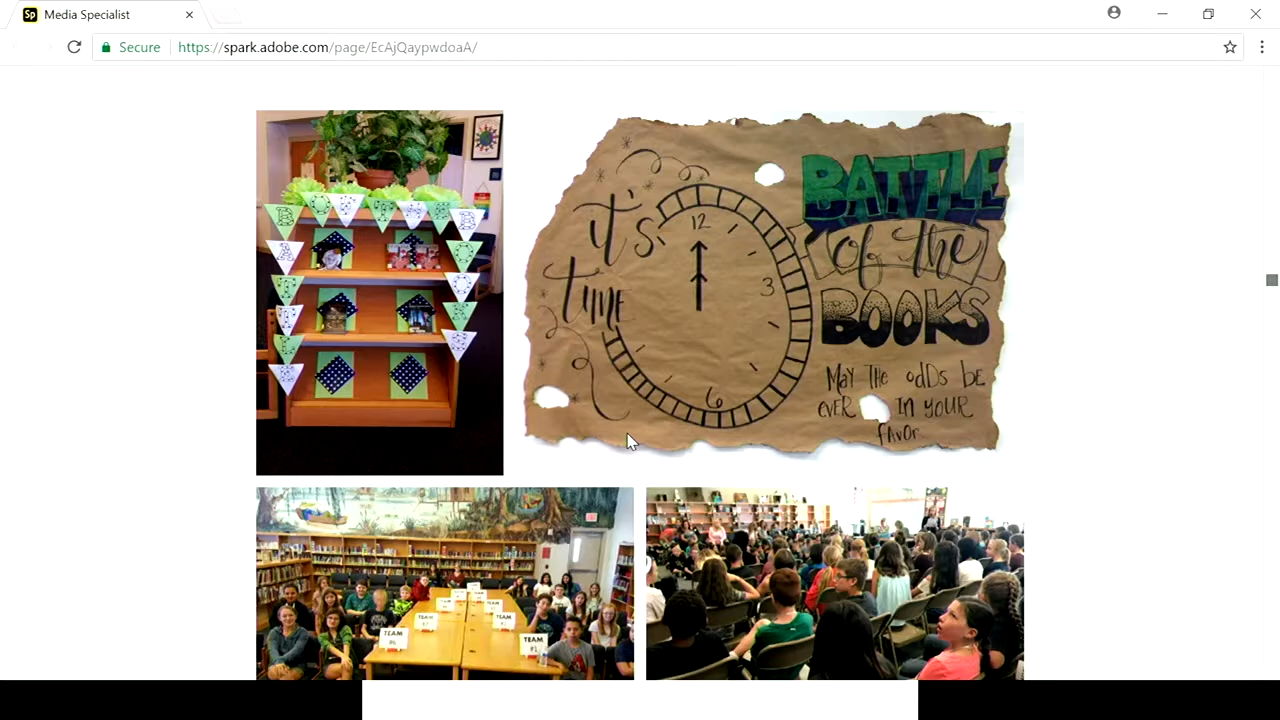 Media Specialist
Secure
https://spark.adobe.com/page/EcAjQaypwdoaA/
it's
TIME
12
3
6
BATTLE
of the
BOOKS
MAY THE odDs bE
EVER IN YOUR
fAvor
TEAM
TEAM
TEAM
#1